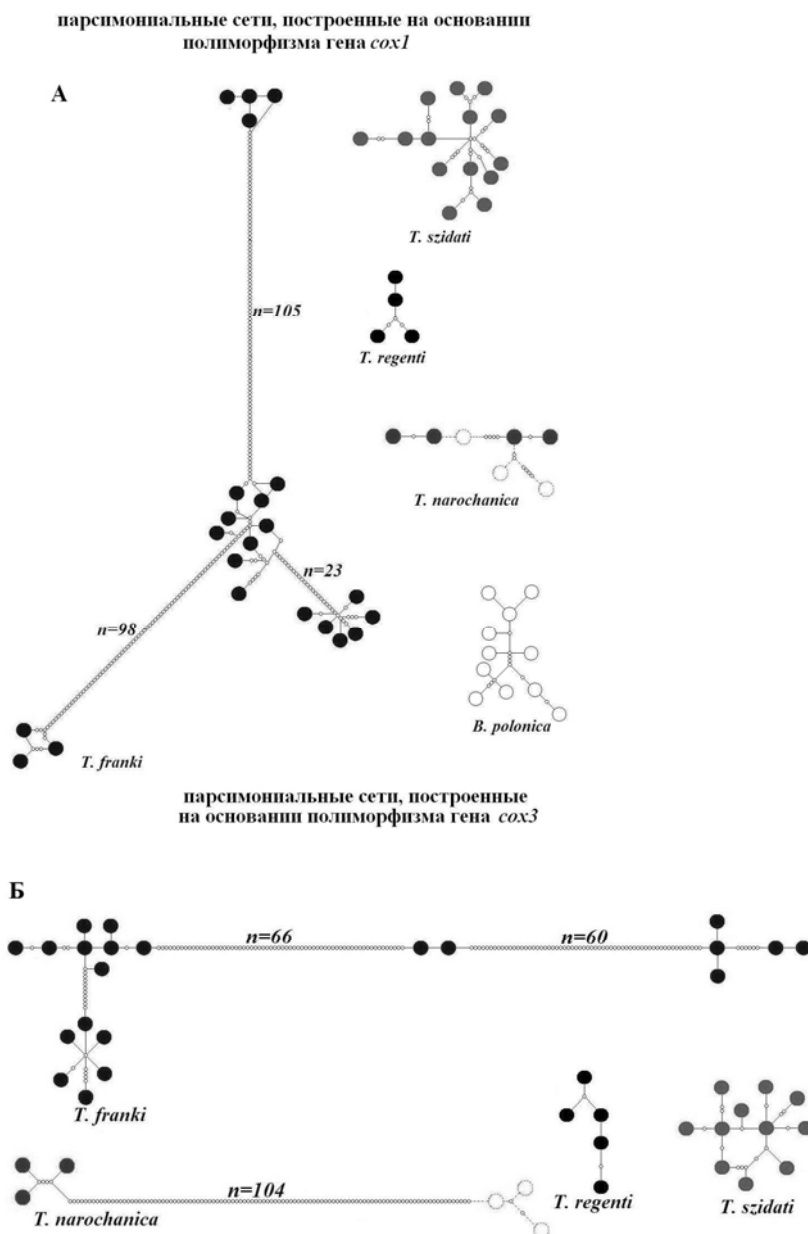 парсимониальные сети, построенные на основании
полиморфизма гена cox1
А
T. szidati
n=105
T. regenti
T. narochanica
n=23
n=98
B. polonica
T. franki
парсимониальные сети, построенные
на основании полиморфизма гена cox3
Б
n=66
n=60
T. franki
n=104
T. narochanica
T. regenti
T. szidati